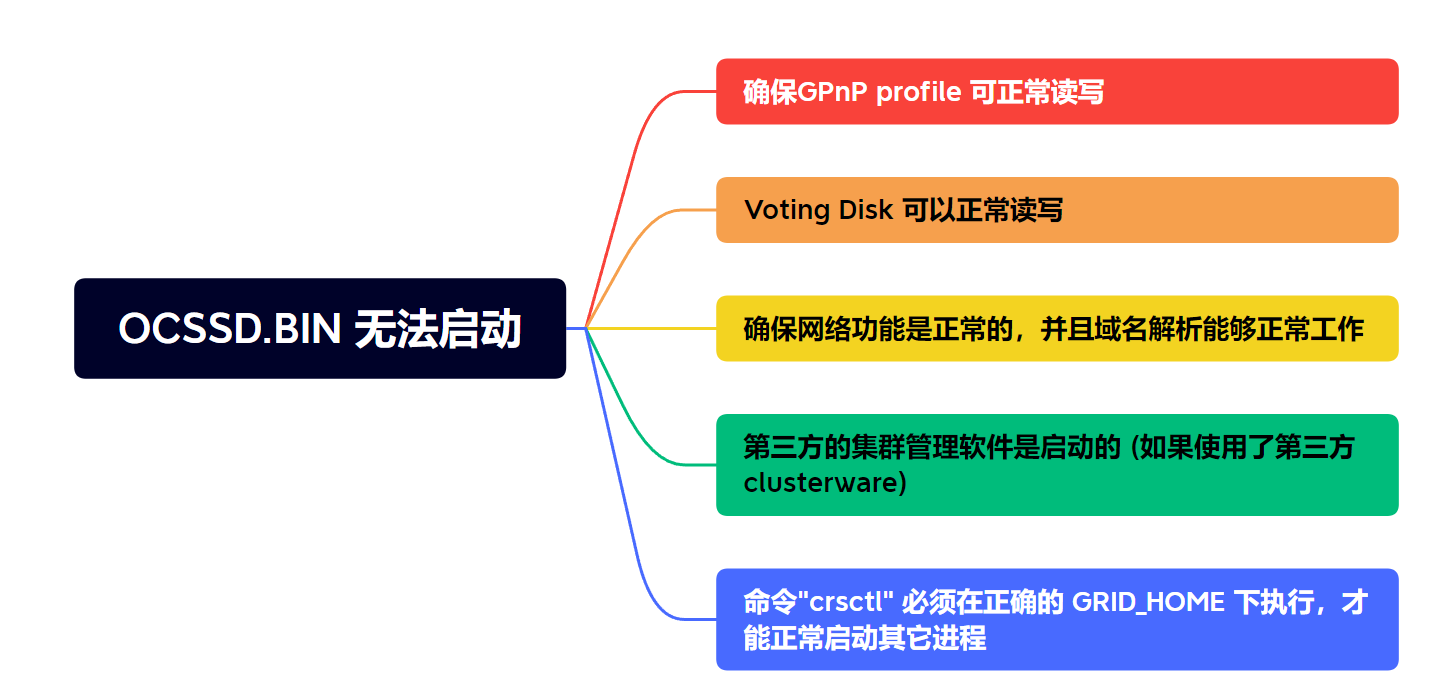 OCSSD.BIN 无法启动
确保GPnP profile 可正常读写
Voting Disk 可以正常读写
确保网络功能是正常的，并且域名解析能够正常工作
第三方的集群管理软件是启动的 (如果使用了第三方
clusterware)
命令"crsctl" 必须在正确的 GRID_HOME 下执行，才
能正常启动其它进程